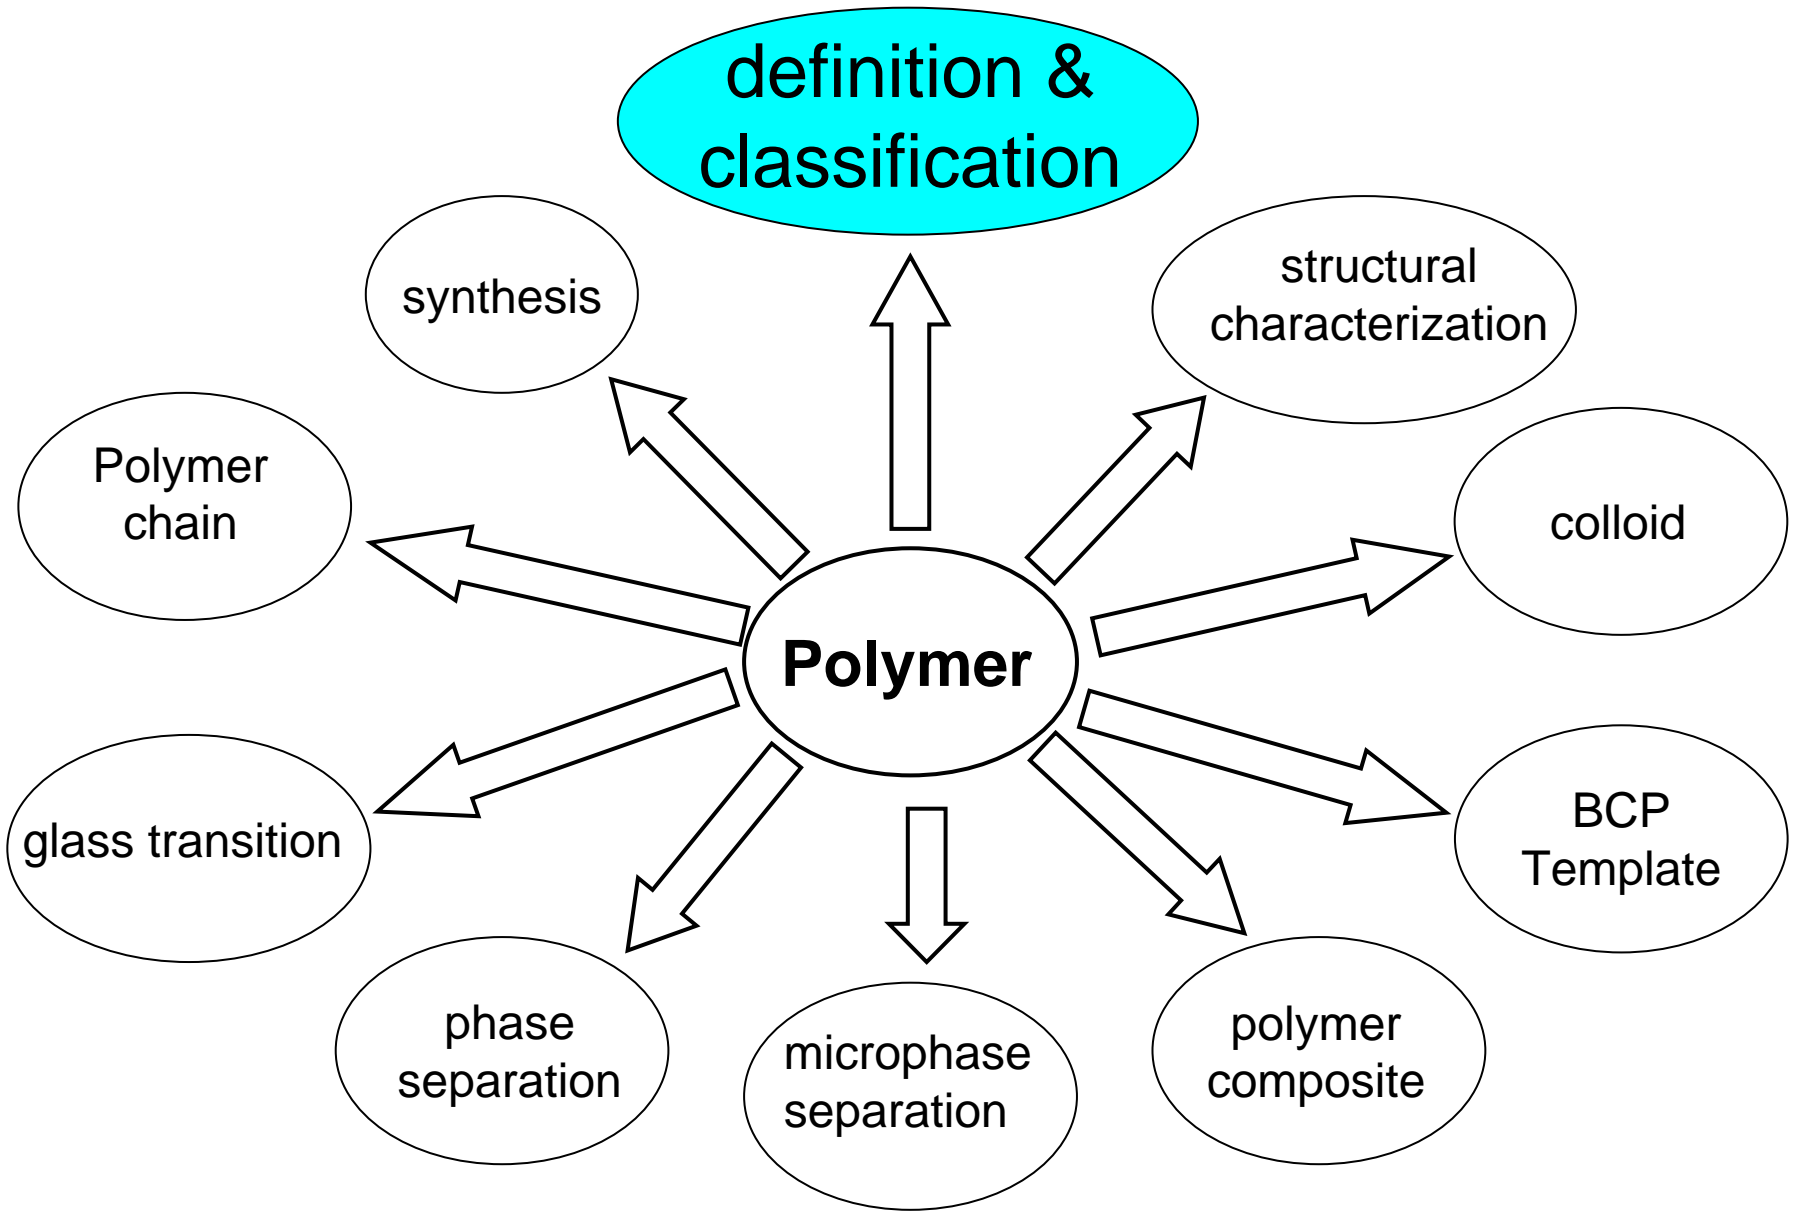 definition &
classification
synthesis
structural
characterization
Polymer
chain
colloid
Polymer
glass transition
BCP
Template
phase
separation
microphase
separation
polymer
composite